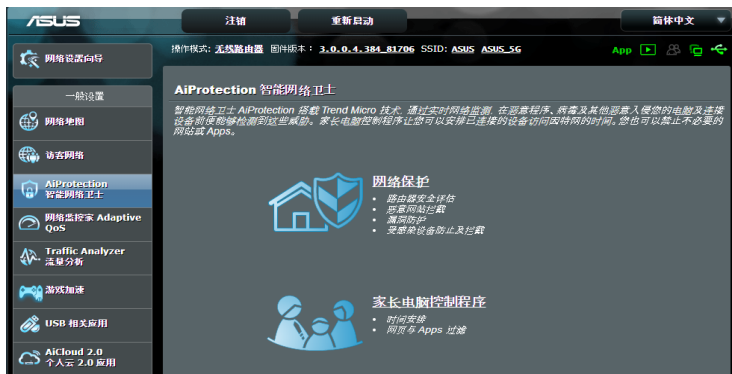 ASUS
注销
重新启动
简体中文
网络设置向导
操作模式: 无线路由器 固件版本: 3.0.0.4.384_81706 SSID: ASUS ASUS_5G
App
一般设置
网络地图
访客网络
AiProtection
智能网络卫士
网络监控家 Adaptive
QoS
Traffic Analyzer
流量分析
游戏加速
USB 相关应用
AiCloud 2.0
个人云 2.0 应用
AiProtection 智能网络卫士
智能网络卫士 AiProtection 搭载 Trend Micro 技术, 通过实时网络监测, 在恶意程序、病毒及其他恶意入侵您的电脑及连接
设备前便能够检测到这些威胁。家长电脑控制程序让您可以安排已连接的设备访问因特网的时间。您也可以禁止不必要的
网站或 Apps。
网络保护
• 路由器安全评估
• 恶意网站拦截
• 漏洞防护
• 受感染设备防止及拦截
家长电脑控制程序
• 时间安排
• 网页与 Apps 过滤